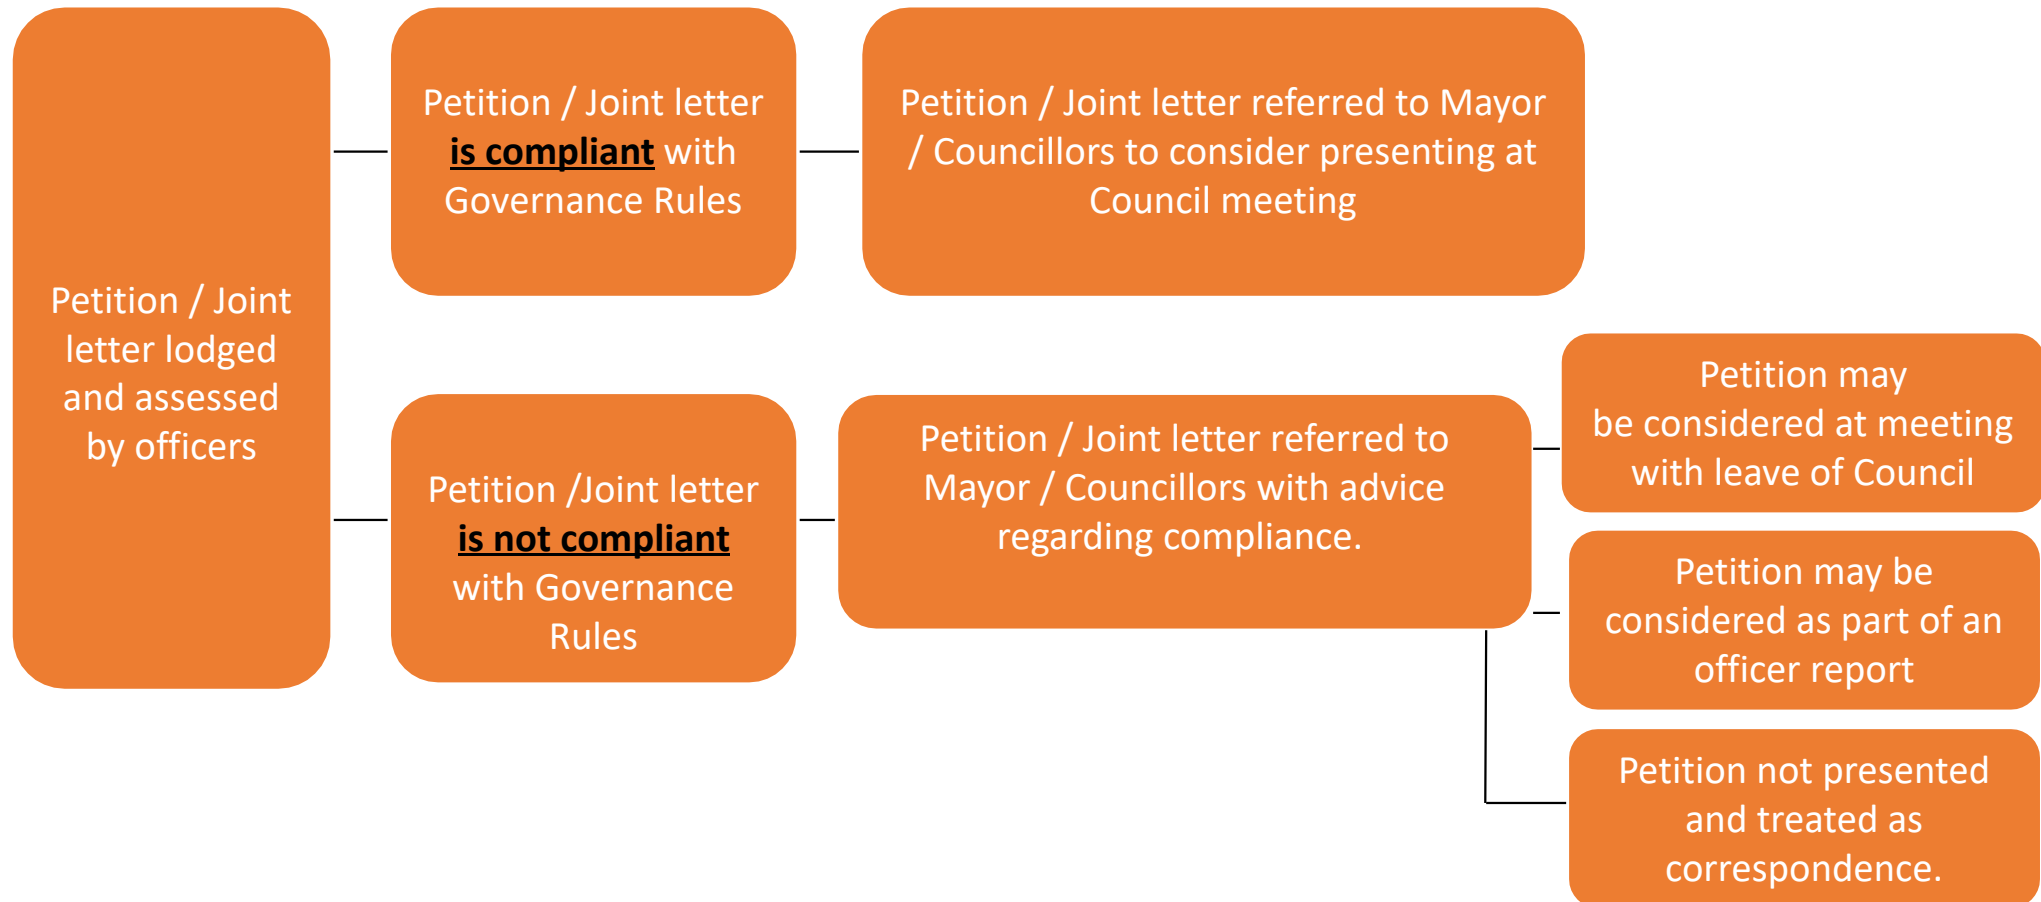 Petition / Joint
letter lodged
and assessed
by officers
Petition / Joint letter
is compliant with
Governance Rules
Petition / Joint letter referred to Mayor
/ Councillors to consider presenting at
Council meeting
Petition /Joint letter
is not compliant
with Governance
Rules
Petition / Joint letter referred to
Mayor / Councillors with advice
regarding compliance.
Petition may
be considered at meeting
with leave of Council
Petition may be
considered as part of an
officer report
Petition not presented
and treated as
correspondence.